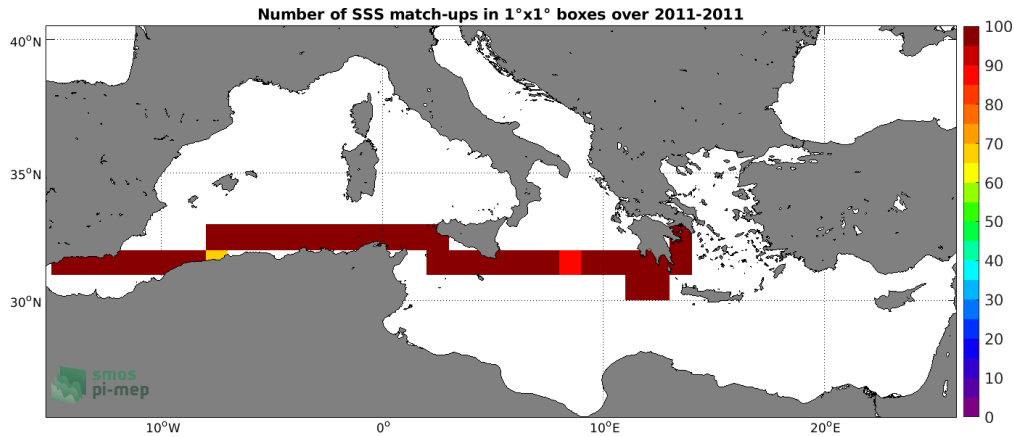 Number of SSS match-ups in 1°x1° boxes over 2011-2011
40°N
35°N
30°N
10°W
0°
10°E
20°E
100
90
80
70
60
50
40
30
20
10
0
smos
pi-mep